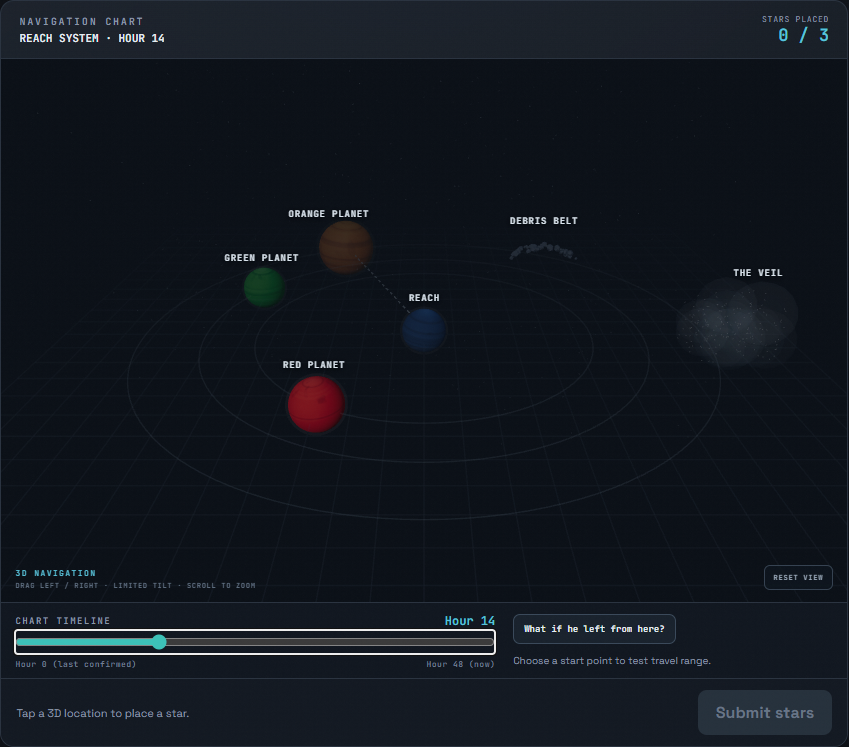 NAVIGATION CHART
REACH SYSTEM · HOUR 14
STARS PLACED
0 / 3
ORANGE PLANET
DEBRIS BELT
GREEN PLANET
THE VEIL
REACH
RED PLANET
3D NAVIGATION
DRAG LEFT / RIGHT · LIMITED TILT · SCROLL TO ZOOM
RESET VIEW
CHART TIMELINE
Hour 14
Hour 0 (last confirmed)
Hour 48 (now)
What if he left from here?
Choose a start point to test travel range.
Tap a 3D location to place a star.
Submit stars